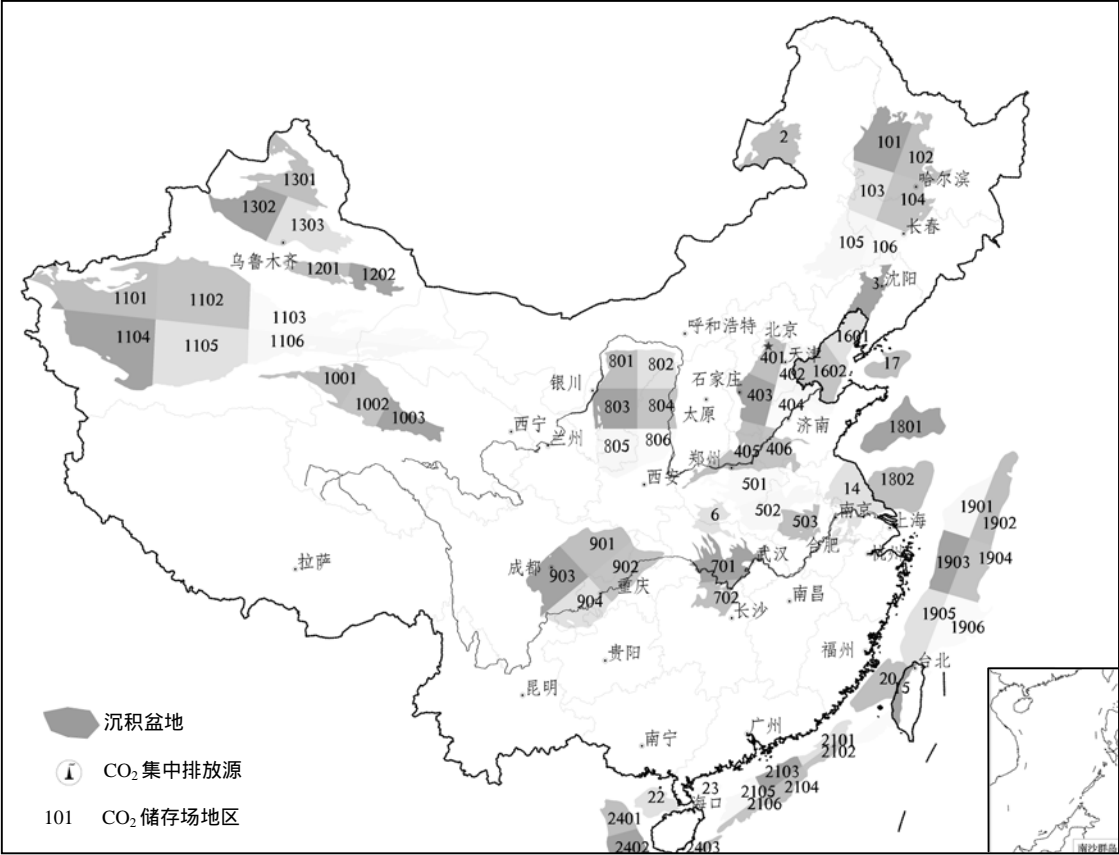 2
101
102
哈尔滨
103
104
长春
105
106
沈阳
3
1301
1302
1303
乌鲁木齐
1201
1202
1101
1102
1103
1104
1105
1106
1001
1002
1003
呼和浩特
北京
天津
401
402
石家庄
403
404
济南
405
406
郑州
1601
1602
17
1801
1802
801
802
803
804
805
806
银川
太原
西宁
兰州
西安
501
502
503
6
14
南京
上海
合肥
杭州
武汉
701
702
长沙
南昌
拉萨
成都
901
902
903
904
重庆
贵阳
昆明
1901
1902
1903
1904
1905
1906
福州
台北
20
15
南宁
广州
2101
2102
2103
2104
2105
2106
22
23
海口
2401
2402
2403
沉积盆地
CO₂集中排放源
101 CO₂储存场地区
南沙群岛